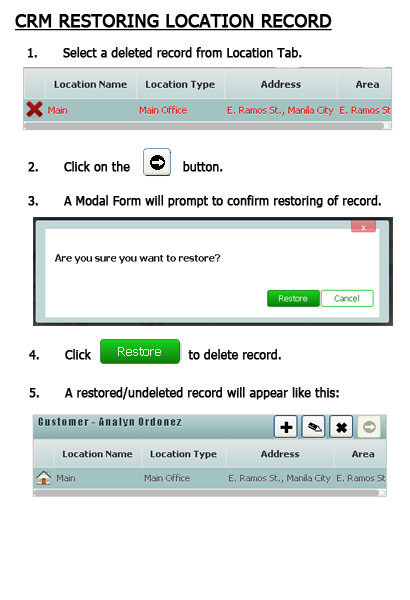 CRM RESTORING LOCATION RECORD
1. Select a deleted record from Location Tab.
Location Name Location Type Address Area
Main Main Office E. Ramos St., Manila City E. Ramos St
2. Click on the button.
3. A Modal Form will prompt to confirm restoring of record.
x
Are you sure you want to restore?
Restore Cancel
4. Click Restore to delete record.
5. A restored/undeleted record will appear like this:
Customer - Analyn Ordonez
Location Name Location Type Address Area
Main Main Office E. Ramos St., Manila City E. Ramos St